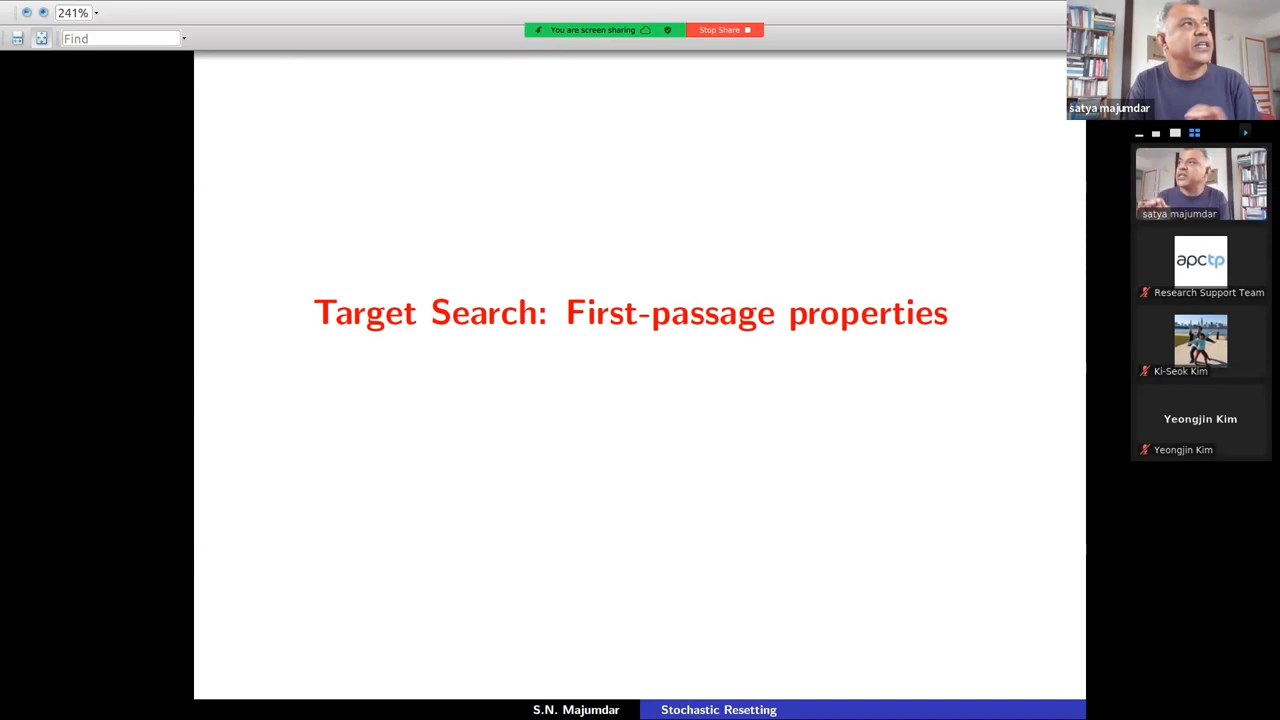 241%
Find
You are screen sharing
Stop Share
satya majumdar
satya majumdar
apctp
Research Support Team
Ki-Seok Kim
Yeongjin Kim
Yeongjin Kim
Target Search: First-passage properties
S.N. Majumdar
Stochastic Resetting